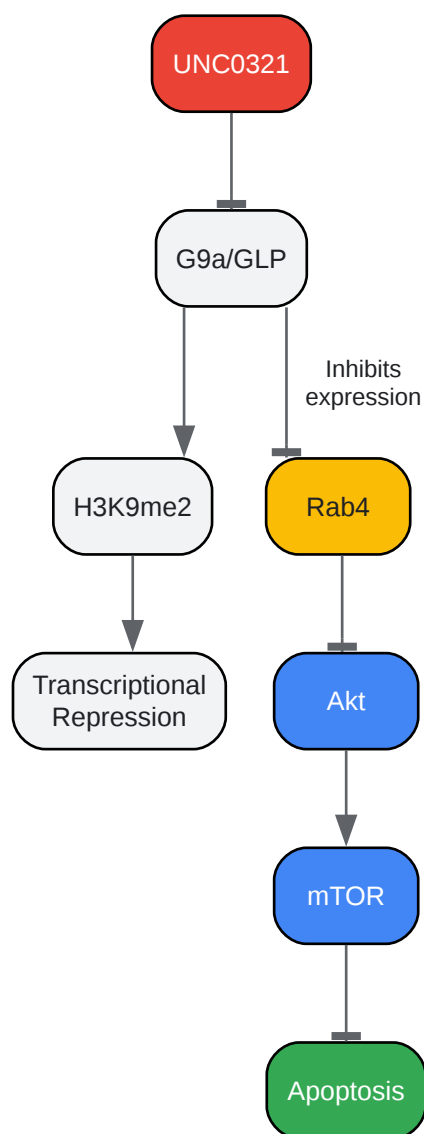 UNC0321
G9a/GLP
Inhibits
expression
H3K9me2
Rab4
Transcriptional
Repression
Akt
mTOR
Apoptosis